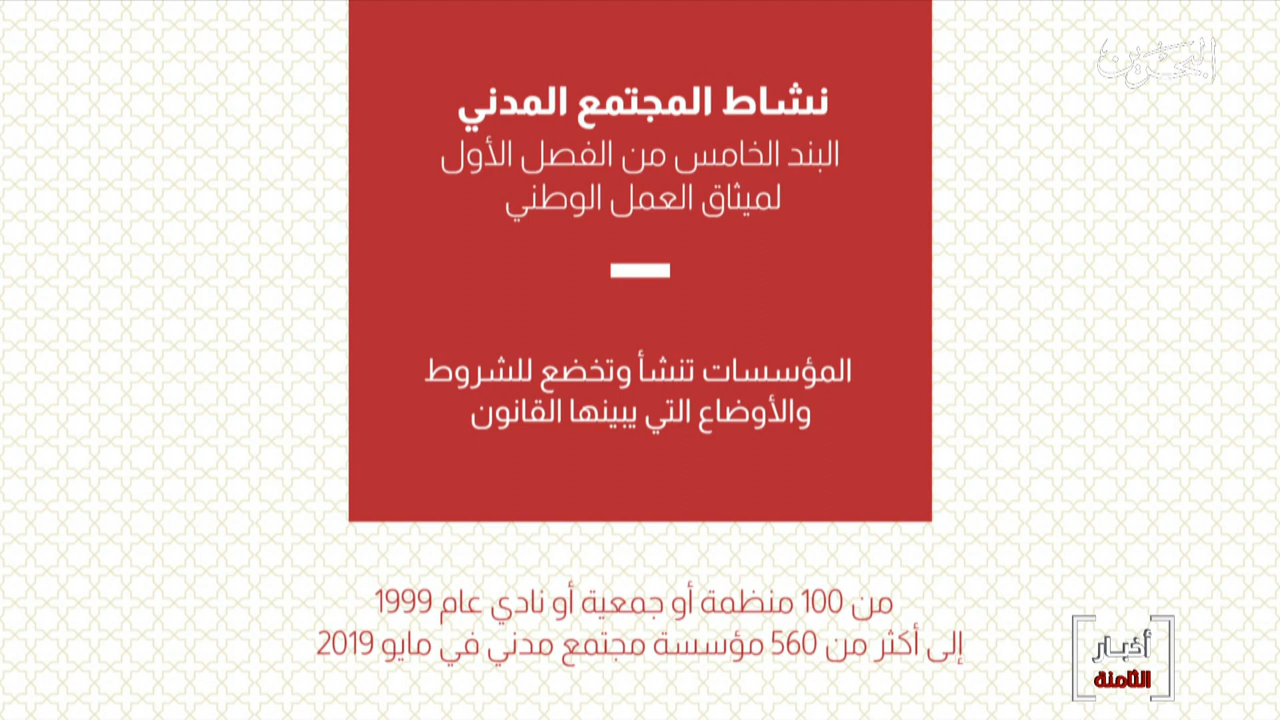 البحرين
نشاط المجتمع المدني
البند الخامس من الفصل الأول
لميثاق العمل الوطني
المؤسسات تنشأ وتخضع للشروط
والأوضاع التي يبينها القانون
من 100 منظمة أو جمعية أو نادي عام 1999
إلى أكثر من 560 مؤسسة مجتمع مدني في مايو 2019
أخبار
الثامنة